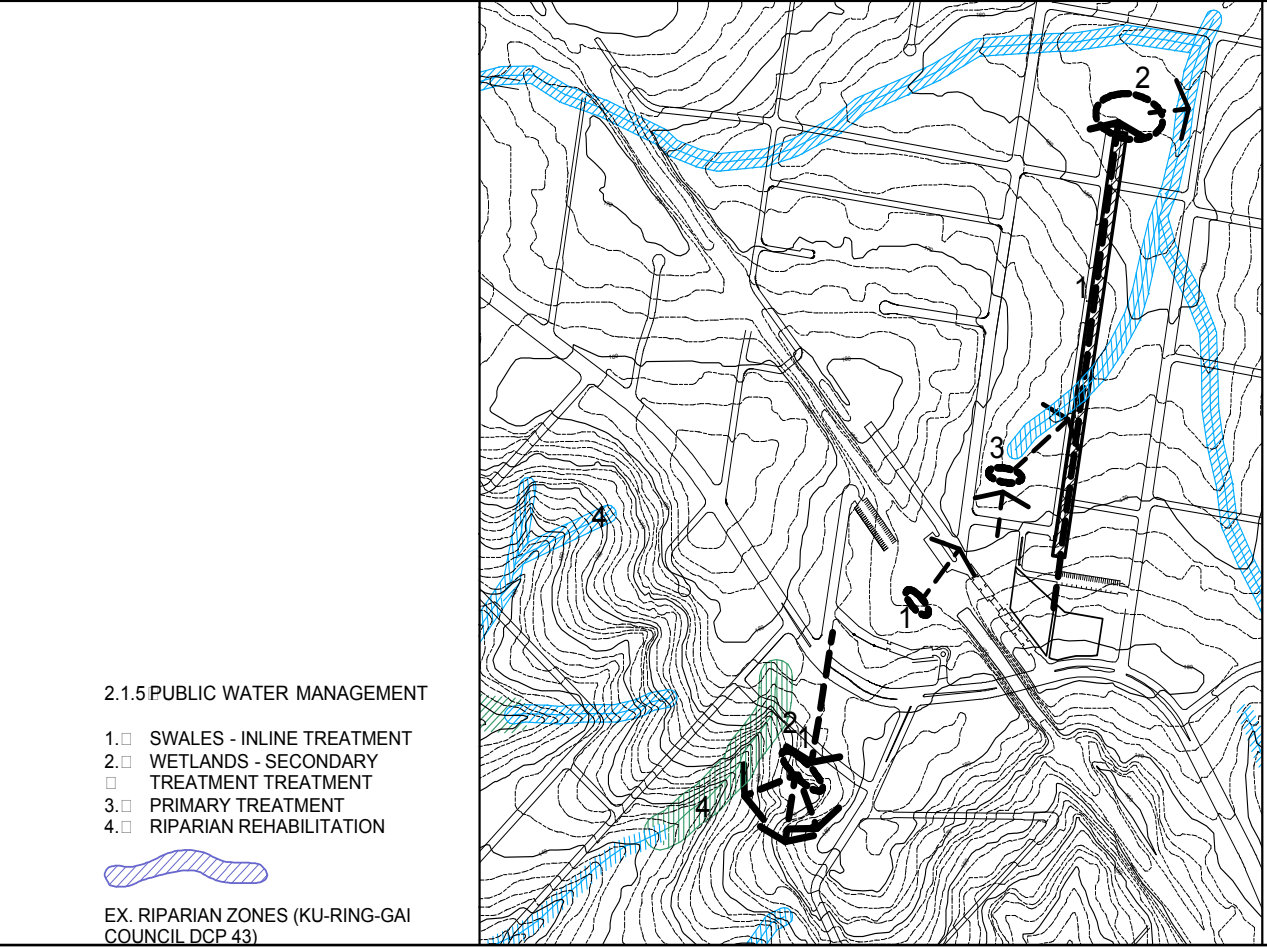 2.1.5 PUBLIC WATER MANAGEMENT
1. SWALES - INLINE TREATMENT
2. WETLANDS - SECONDARY
TREATMENT TREATMENT
3. PRIMARY TREATMENT
4. RIPARIAN REHABILITATION
EX. RIPARIAN ZONES (KU-RING-GAI
COUNCIL DCP 43)
2
1
3
4
1
2
1
4